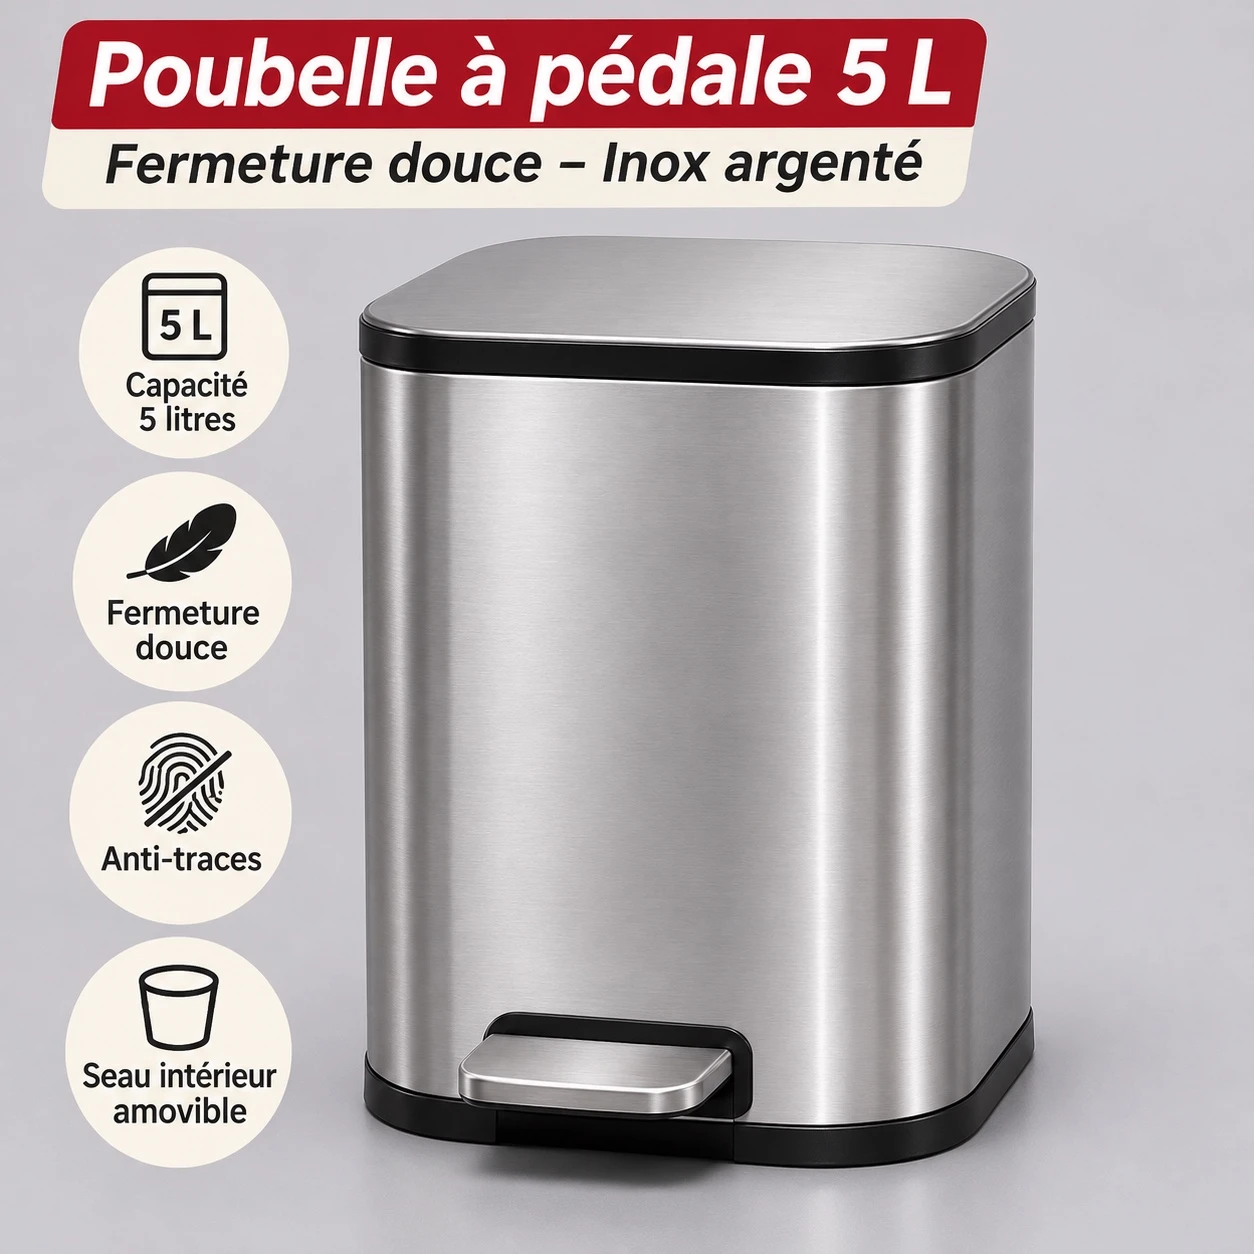 Poubelle à pédale 5 L
Fermeture douce – Inox argenté
5 L
Capacité
5 litres
Fermeture
douce
Anti-traces
Seau intérieur
amovible